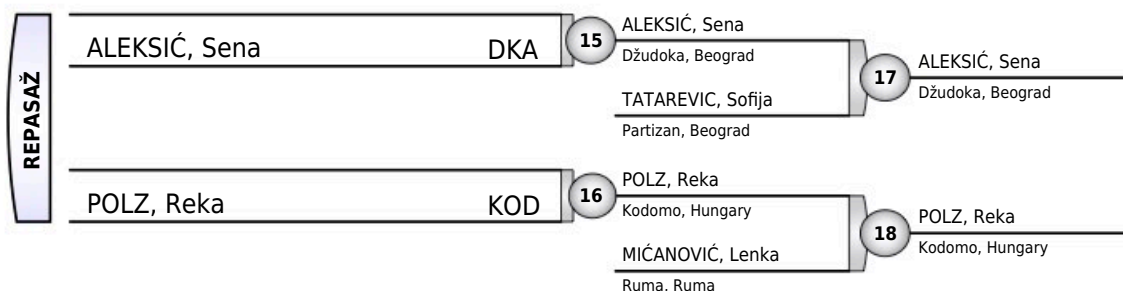 REPASAŽ
ALEKSIĆ, Sena DKA
15
ALEKSIĆ, Sena
Džudoka, Beograd
TATAREVIC, Sofija
Partizan, Beograd
17
ALEKSIĆ, Sena
Džudoka, Beograd
POLZ, Reka KOD
16
POLZ, Reka
Kodomo, Hungary
MIĆANOVIĆ, Lenka
Ruma, Ruma
18
POLZ, Reka
Kodomo, Hungary